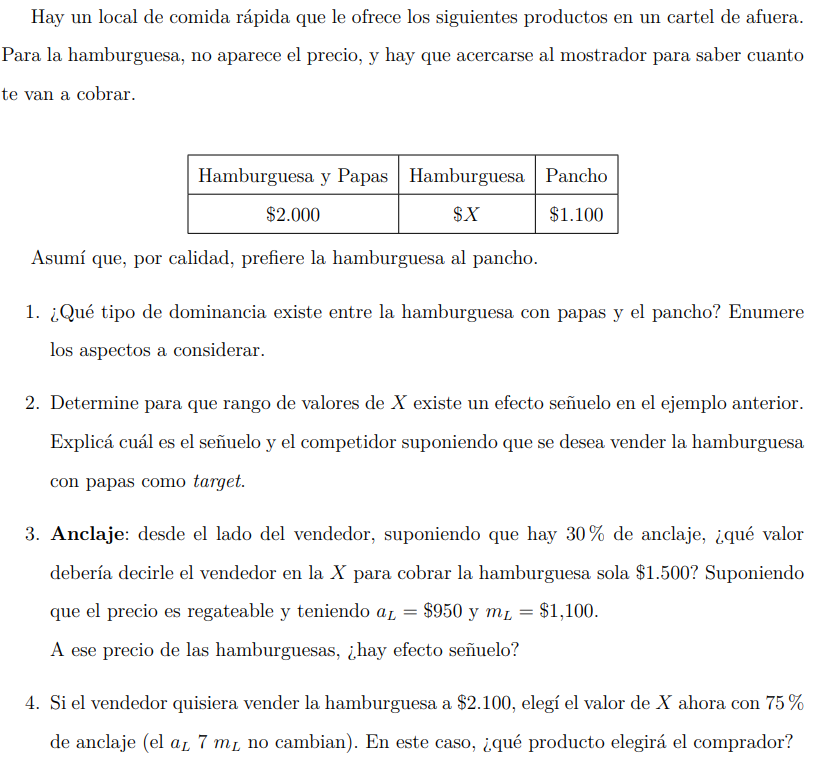 Hay un local de comida rápida que le ofrece los siguientes productos en un cartel de afuera.
Para la hamburguesa, no aparece el precio, y hay que acercarse al mostrador para saber cuanto
te van a cobrar.
Hamburguesa y Papas Hamburguesa Pancho
$2.000 $X $1.100
Asumí que, por calidad, prefiere la hamburguesa al pancho.
1. ¿Qué tipo de dominancia existe entre la hamburguesa con papas y el pancho? Enumere
los aspectos a considerar.
2. Determine para que rango de valores de X existe un efecto señuelo en el ejemplo anterior.
Explicá cuál es el señuelo y el competidor suponiendo que se desea vender la hamburguesa
con papas como target.
3. Anclaje: desde el lado del vendedor, suponiendo que hay 30 % de anclaje, ¿qué valor
debería decirle el vendedor en la X para cobrar la hamburguesa sola $1.500? Suponiendo
que el precio es regateable y teniendo a_L = $950 y m_L = $1,100.
A ese precio de las hamburguesas, ¿hay efecto señuelo?
4. Si el vendedor quisiera vender la hamburguesa a $2.100, elegí el valor de X ahora con 75 %
de anclaje (el a_L 7 m_L no cambian). En este caso, ¿qué producto elegirá el comprador?